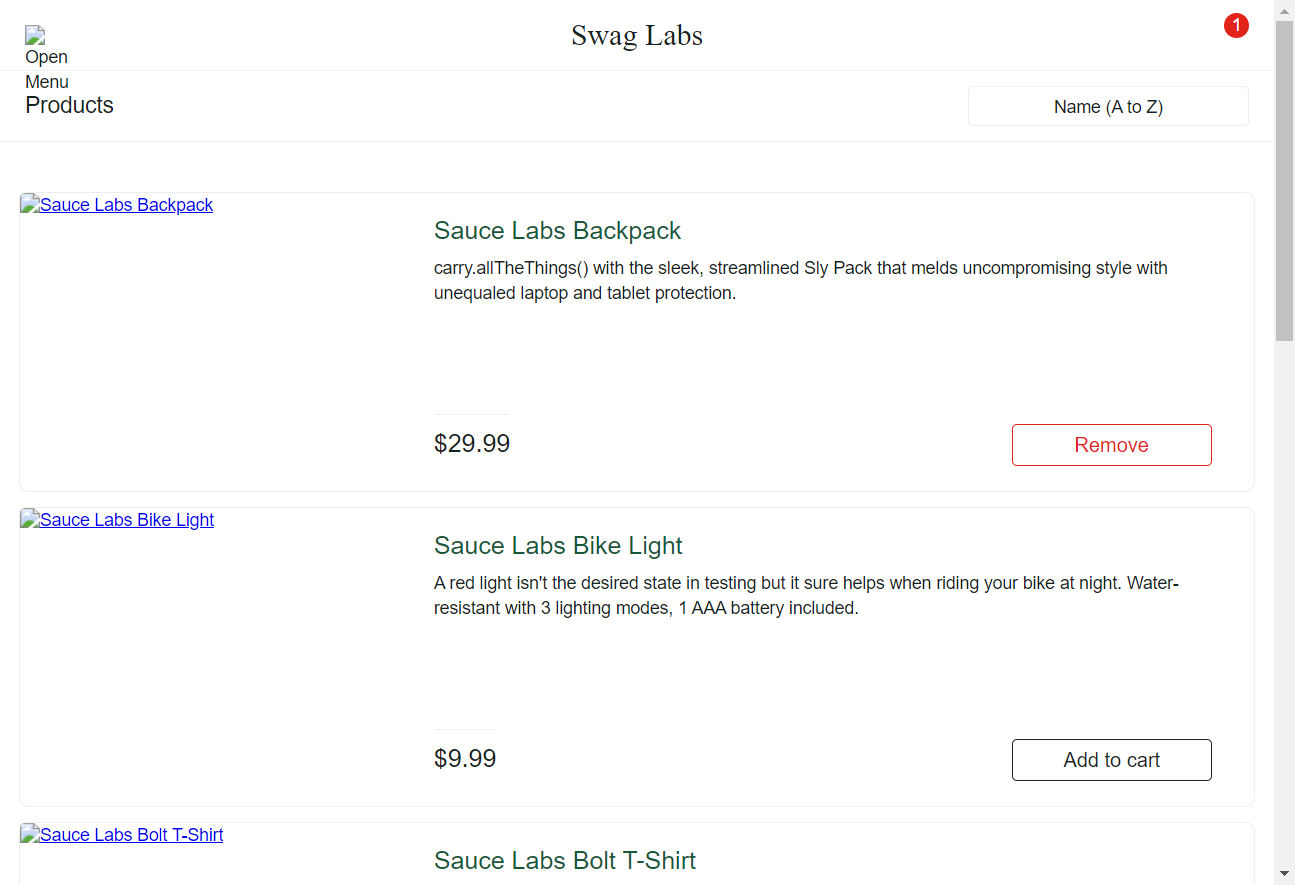 Open
Menu
Swag Labs
1
Products
Name (A to Z)
Sauce Labs Backpack
Sauce Labs Backpack
carry.allTheThings() with the sleek, streamlined Sly Pack that melds uncompromising style with
unequaled laptop and tablet protection.
$29.99
Remove
Sauce Labs Bike Light
Sauce Labs Bike Light
A red light isn't the desired state in testing but it sure helps when riding your bike at night. Water-
resistant with 3 lighting modes, 1 AAA battery included.
$9.99
Add to cart
Sauce Labs Bolt T-Shirt
Sauce Labs Bolt T-Shirt